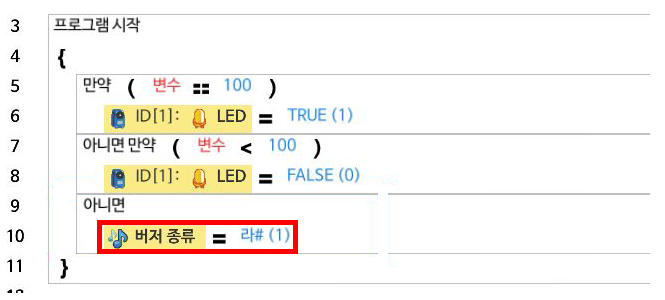 3 프로그램 시작
4 {
5 만약 ( 변수 == 100 )
6 ID[1]: LED = TRUE (1)
7 아니면 만약 ( 변수 < 100 )
8 ID[1]: LED = FALSE (0)
9 아니면
10 버저 종류 = 라# (1)
11 }